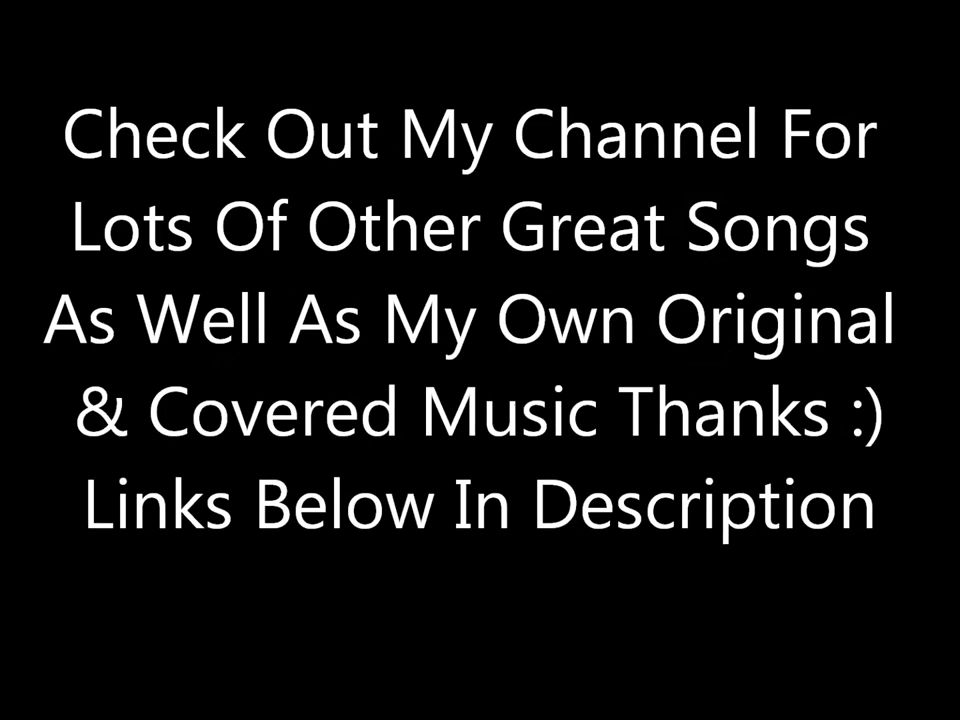 Check Out My Channel For
Lots Of Other Great Songs
As Well As My Own Original
& Covered Music Thanks :)
Links Below In Description